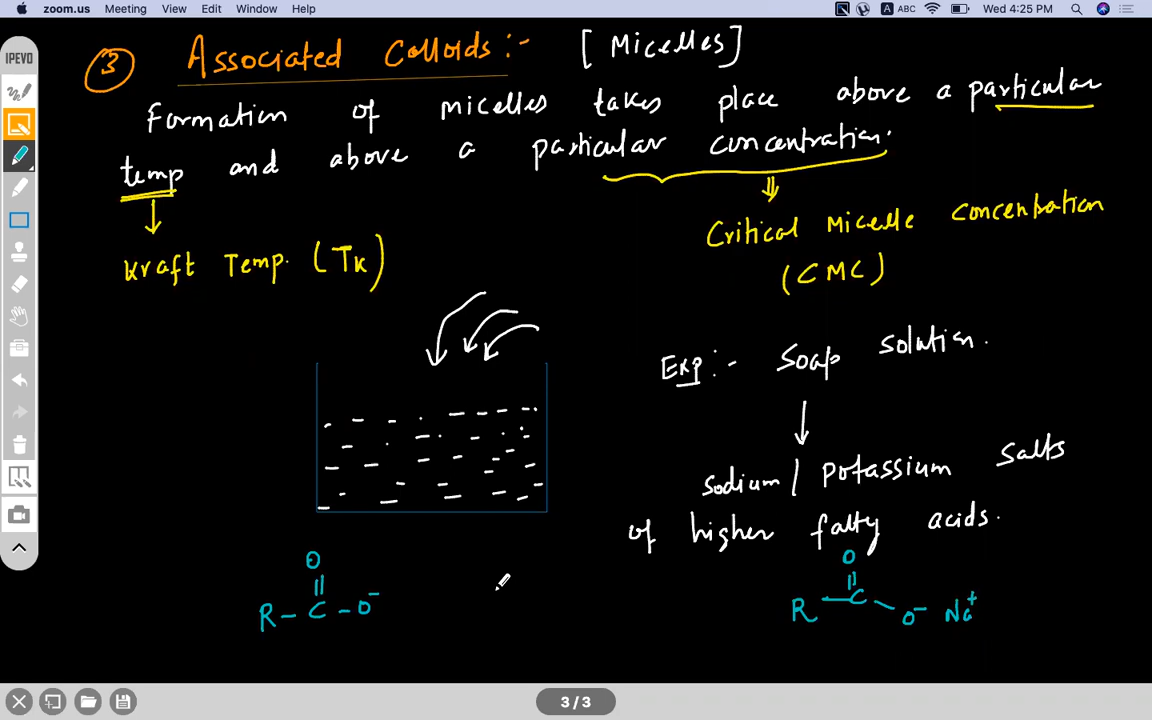 zoom.us Meeting View Edit Window Help
A ABC Wed 4:25 PM
IPEVO
③ Associated Colloids :- [Micelles]
Formation of micelles takes place above a particular
temp and above a particular concentration.
Kraft Temp. (TK)
Critical Micelle concentration
(CMC)
Exp :- Soap solution.
sodium / potassium salts
of higher fatty acids.
O
||
R - C - O⁻
O
||
R - C - O⁻ Na⁺
3/3